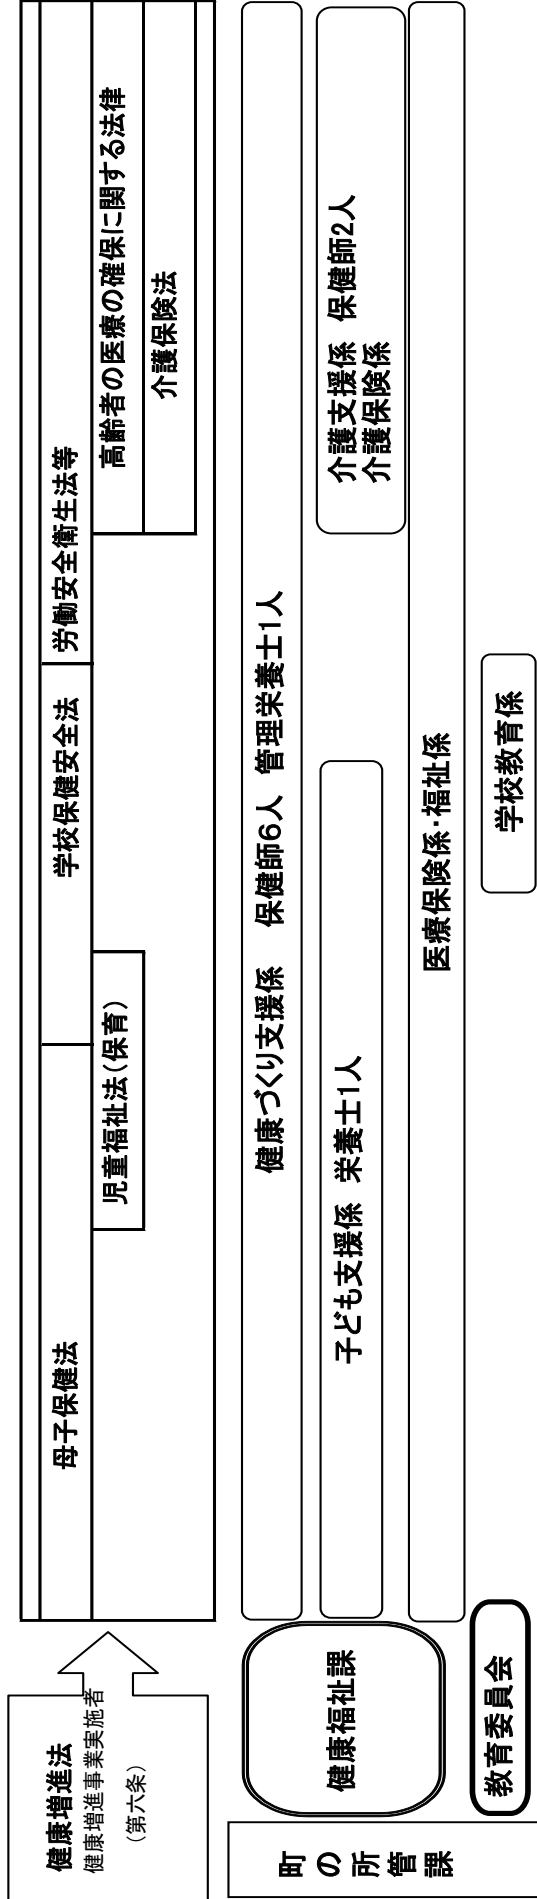 健康増進法
健康増進事業実施者
（第六条）
母子保健法
学校保健安全法
労働安全衛生法等
児童福祉法（保育）
高齢者の医療の確保に関する法律
介護保険法
町の所管課
健康福祉課
健康づくり支援係　保健師6人　管理栄養士1人
子ども支援係　栄養士1人
介護支援係　保健師2人
介護保険係
医療保険係・福祉係
教育委員会
学校教育係